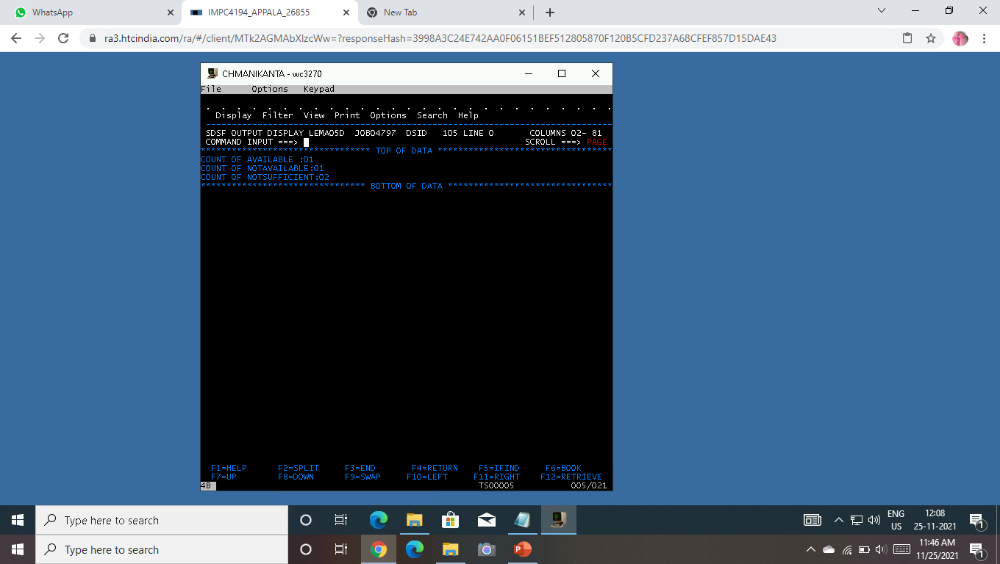 WhatsApp
IMPC4194_APPALA_26855
New Tab
ra3.htcindia.com/ra/#/client/MTk2AGMAbXlzcWw=?responseHash=3998A3C24E742AA0F06151BEF512805870F120B5CFD237A68CFEF857D15DAE43
CHMANIKANTA - wc3270
File Options Keypad
. . . . . . . . . . . . . . . . . . . . . . . . . . .
Display Filter View Print Options Search Help
-------------------------------------------------------------------------------
SDSF OUTPUT DISPLAY LEMA05D JOB04797 DSID 105 LINE 0 COLUMNS 02- 81
COMMAND INPUT ===> SCROLL ===> PAGE
********************************* TOP OF DATA **********************************
COUNT OF AVAILABLE :01
COUNT OF NOTAVAILABLE:01
COUNT OF NOTSUFFICIENT:02
******************************** BOTTOM OF DATA ********************************
F1=HELP F2=SPLIT F3=END F4=RETURN F5=IFIND F6=BOOK
F7=UP F8=DOWN F9=SWAP F10=LEFT F11=RIGHT F12=RETRIEVE
4B TSO0005 005/021
Type here to search
ENG
US
12:08
25-11-2021
1
Type here to search
11:46 AM
11/25/2021
1